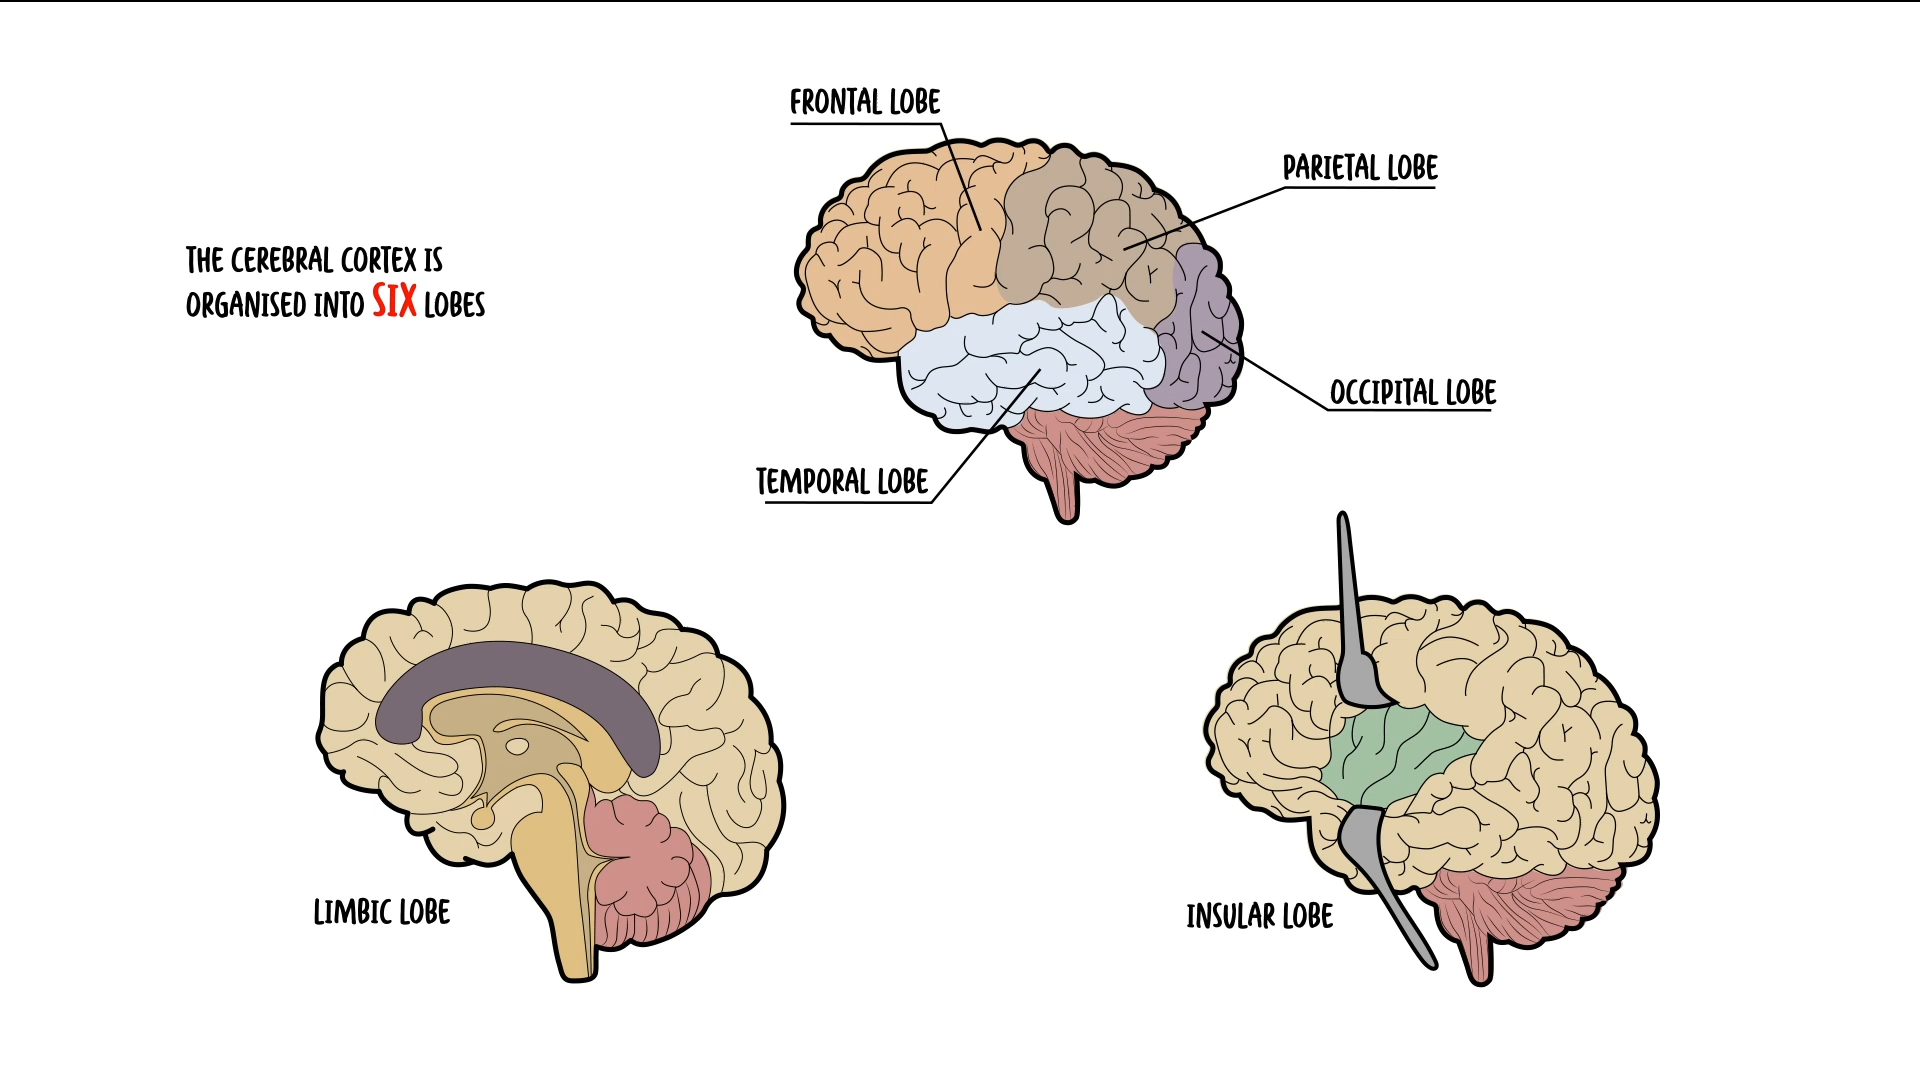 FRONTAL LOBE
PARIETAL LOBE
THE CEREBRAL CORTEX IS
ORGANISED INTO SIX LOBES
OCCIPITAL LOBE
TEMPORAL LOBE
LIMBIC LOBE
INSULAR LOBE